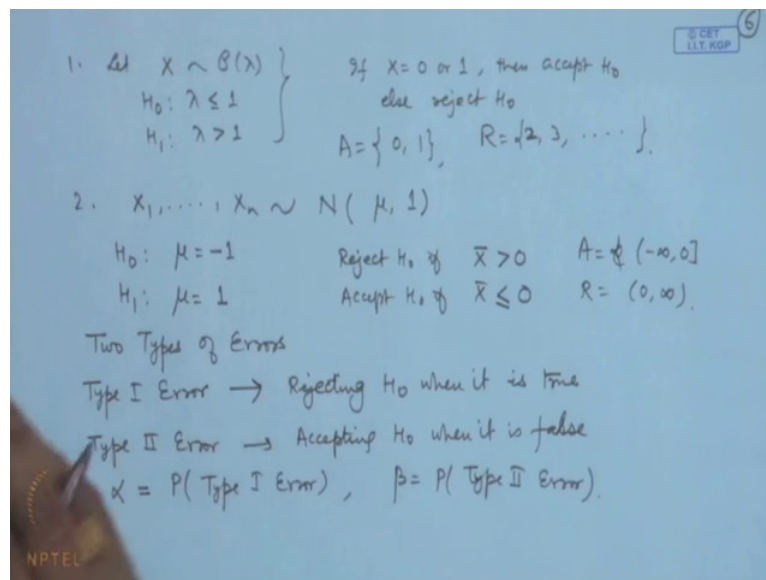 6
© CET
I.I.T. KGP
1. Let X ~ P(λ)
H₀: λ ≤ 1
H₁: λ > 1
If X = 0 or 1, then accept H₀
else reject H₀
A = {0, 1}, R = {2, 3, ....}.
2. X₁, ...., Xₙ ~ N(μ, 1)
H₀: μ = -1 Reject H₀ if X̄ > 0 A = (-∞, 0]
H₁: μ = 1 Accept H₀ if X̄ ≤ 0 R = (0, ∞).
Two Types of Errors
Type I Error → Rejecting H₀ when it is true
Type II Error → Accepting H₀ when it is false
α = P(Type I Error), β = P(Type II Error).
NPTEL